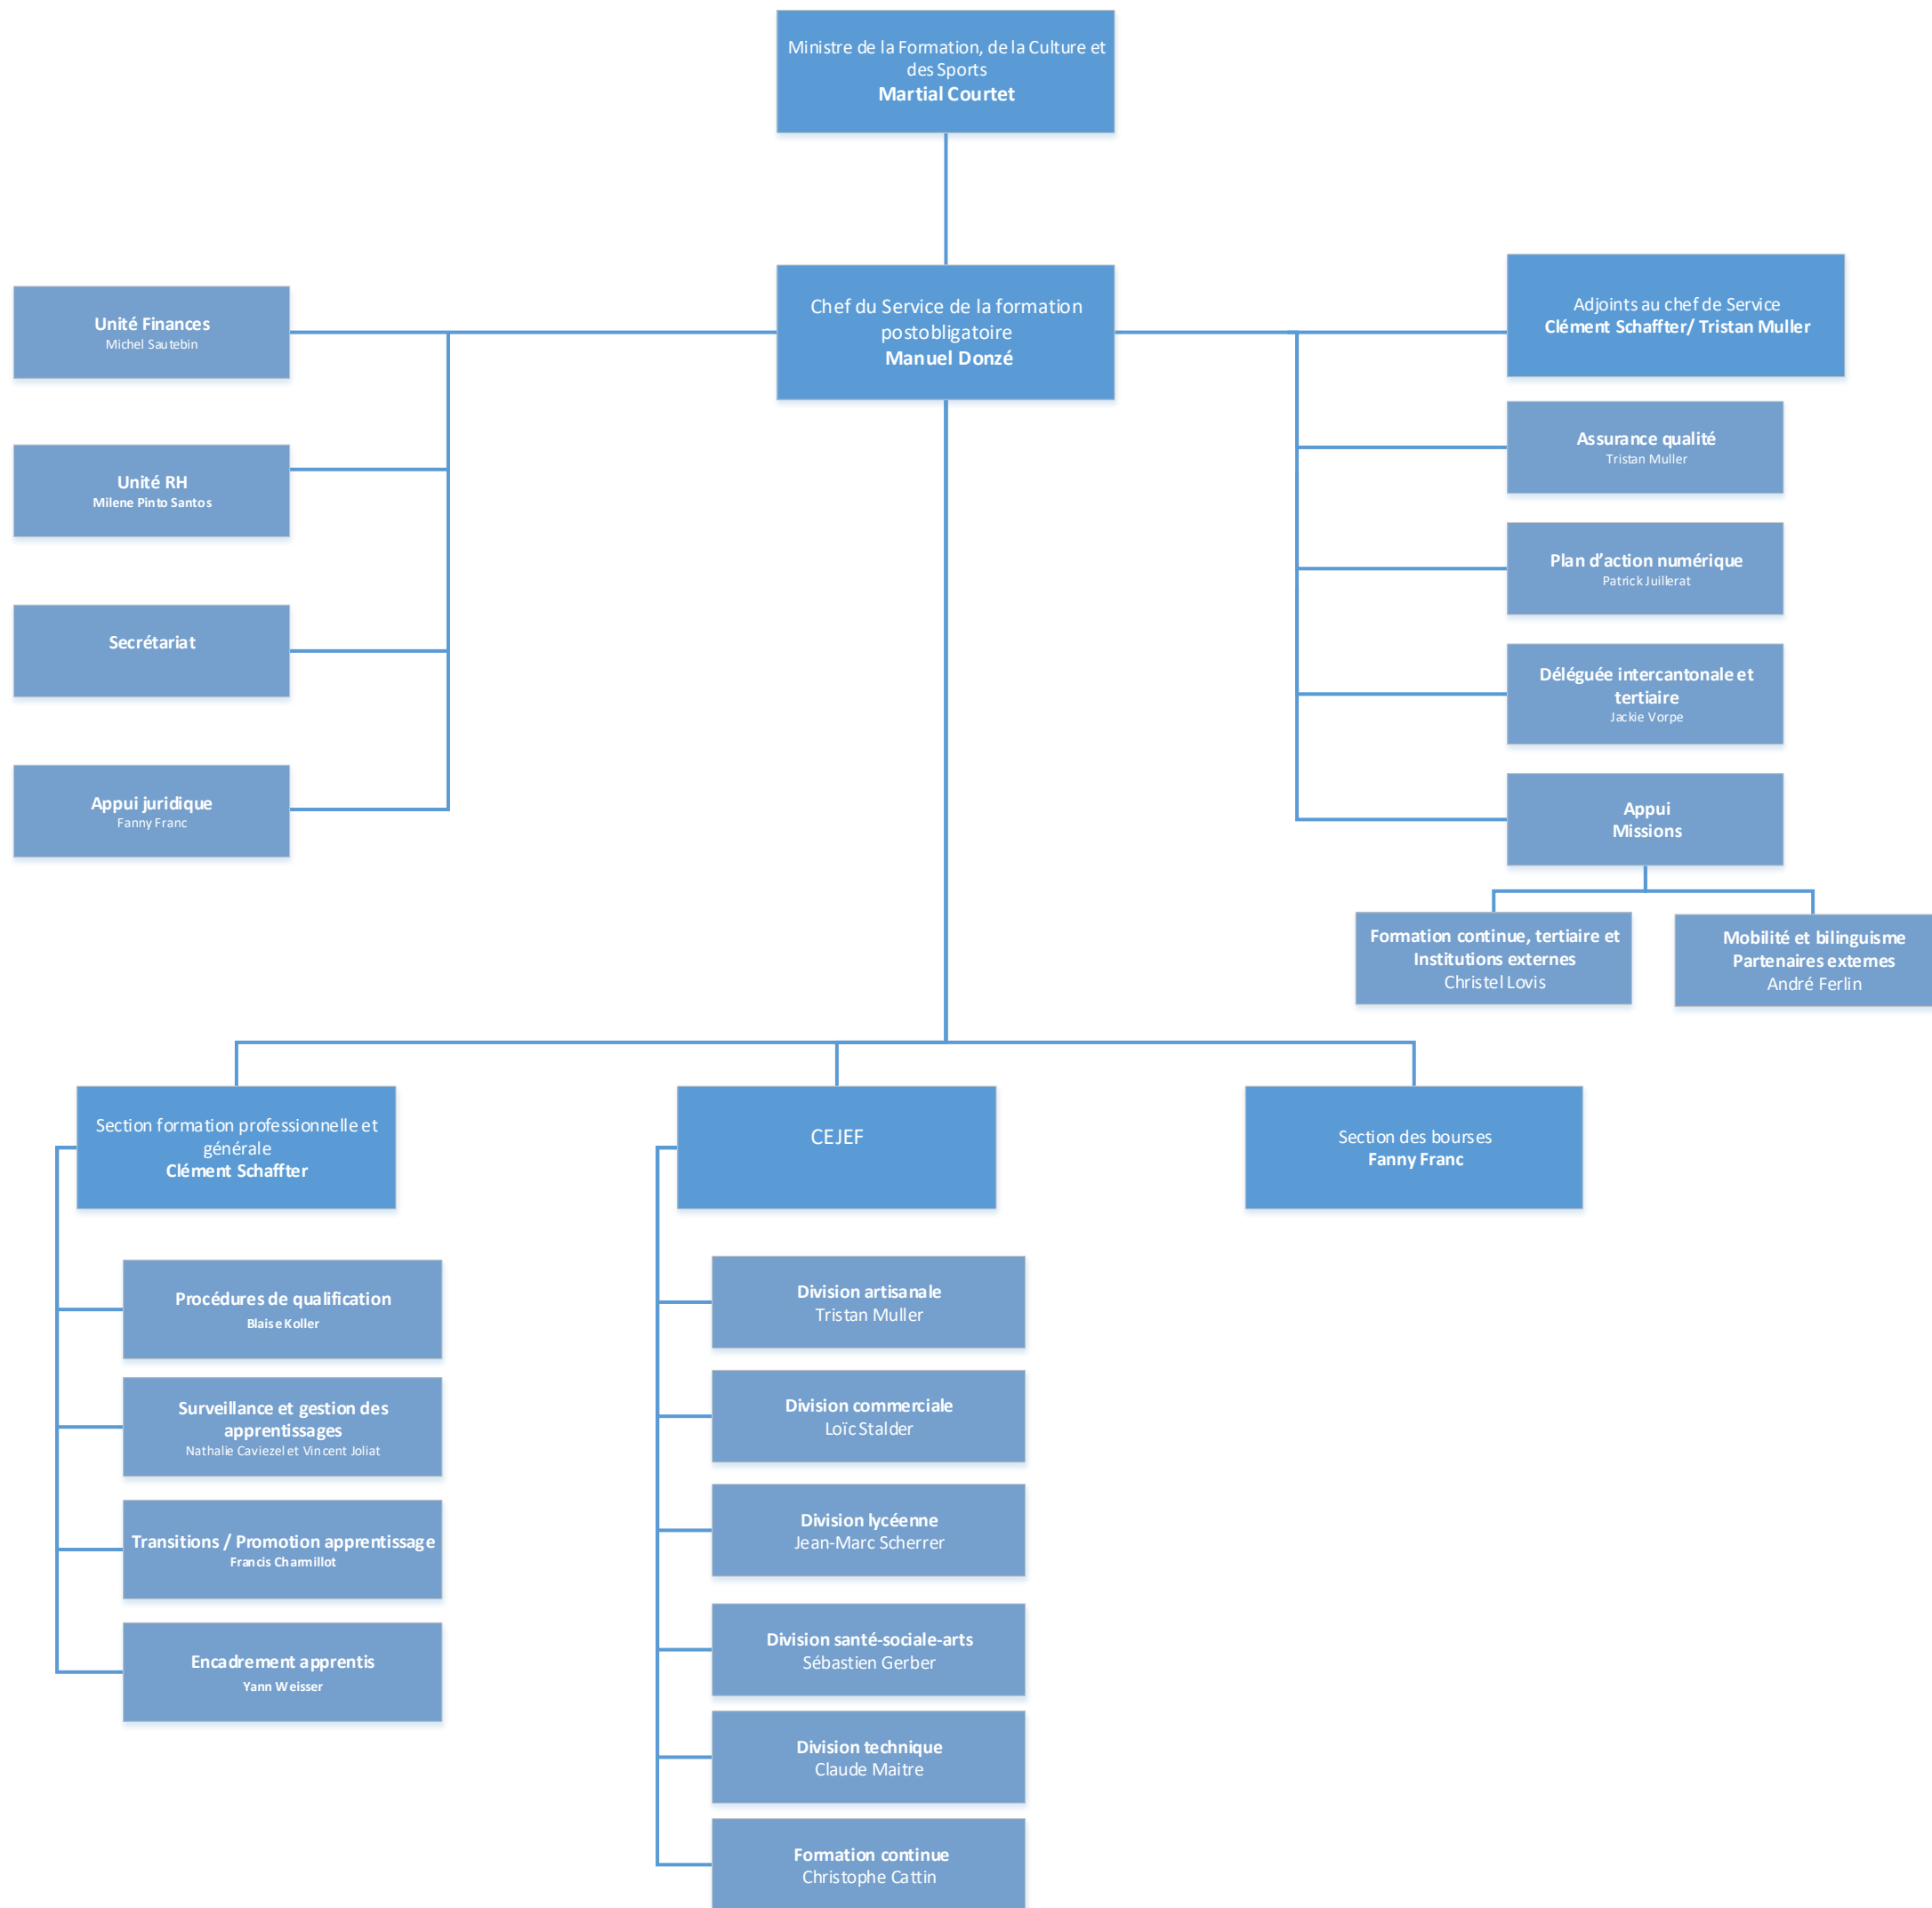 Ministre de la Formation, de la Culture et
des Sports
Martial Courtet
Chef du Service de la formation
postobligatoire
Manuel Donzé
Adjoints au chef de Service
Clément Schaffter/ Tristan Muller
Unité Finances
Michel Sautebin
Unité RH
Milene Pinto Santos
Secrétariat
Appui juridique
Fanny Franc
Assurance qualité
Tristan Muller
Plan d’action numérique
Patrick Juillerat
Déléguée intercantonale et
tertiaire
Jackie Vorpe
Appui
Missions
Formation continue, tertiaire et
Institutions externes
Christel Lovis
Mobilité et bilinguisme
Partenaires externes
André Ferlin
Section formation professionnelle et
générale
Clément Schaffter
Procédures de qualification
Blaise Koller
Surveillance et gestion des
apprentissages
Nathalie Caviezel et Vincent Joliat
Transitions / Promotion apprentissage
Francis Charmillot
Encadrement apprentis
Yann Weisser
CEJEF
Division artisanale
Tristan Muller
Division commerciale
Loïc Stalder
Division lycéenne
Jean-Marc Scherrer
Division santé-sociale-arts
Sébastien Gerber
Division technique
Claude Maitre
Formation continue
Christophe Cattin
Section des bourses
Fanny Franc